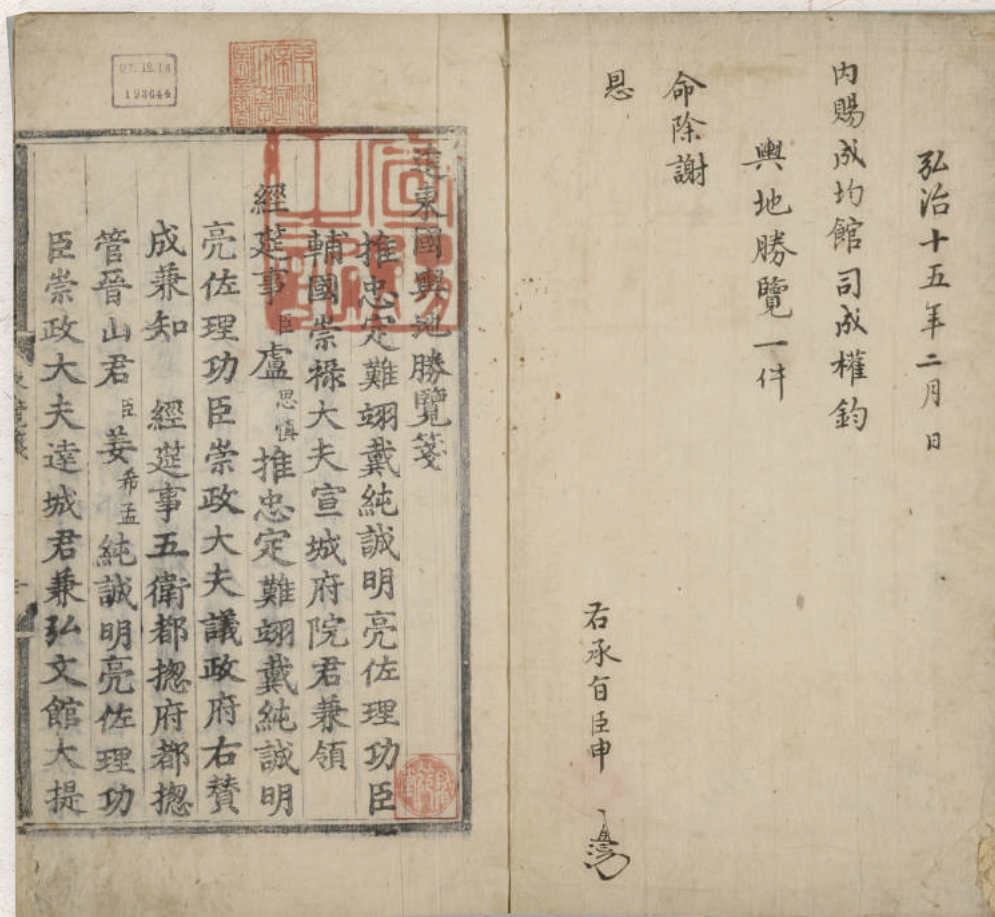 弘治十五年二月 日
內賜成均館司成權鈞
輿地勝覽一件
命除謝
恩
右承旨臣申
進東國輿地勝覽箋
推忠定難翊戴純誠明亮佐理功臣
輔國崇祿大夫宣城府院君兼領
經筵事臣盧思愼推忠定難翊戴純誠明
亮佐理功臣崇政大夫議政府右贊
成兼知 經筵事五衛都摠府都摠
管晉山君臣姜希孟純誠明亮佐理功
臣崇政大夫達城君兼弘文館大提
07.12.14
193646